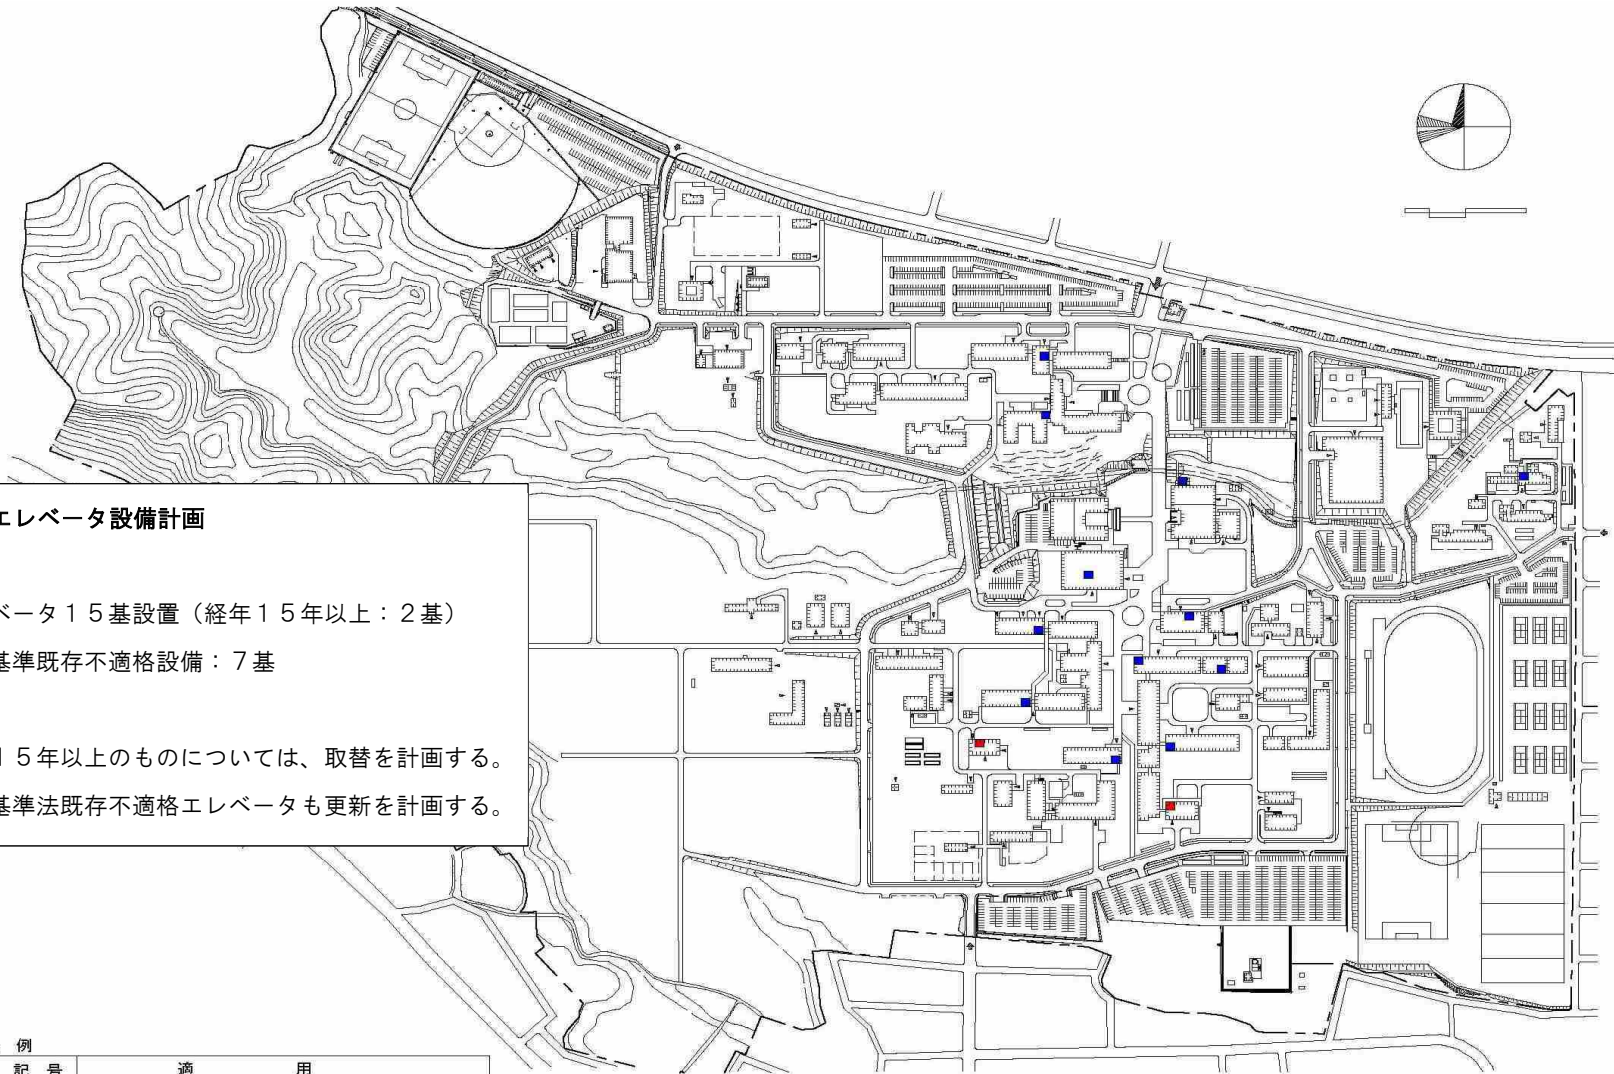 エレベータ設備計画
ベータ１５基設置（経年１５年以上：２基）
基準既存不適格設備：７基
１５年以上のものについては、取替を計画する。
基準法既存不適格エレベータも更新を計画する。
例
記 号
適 用